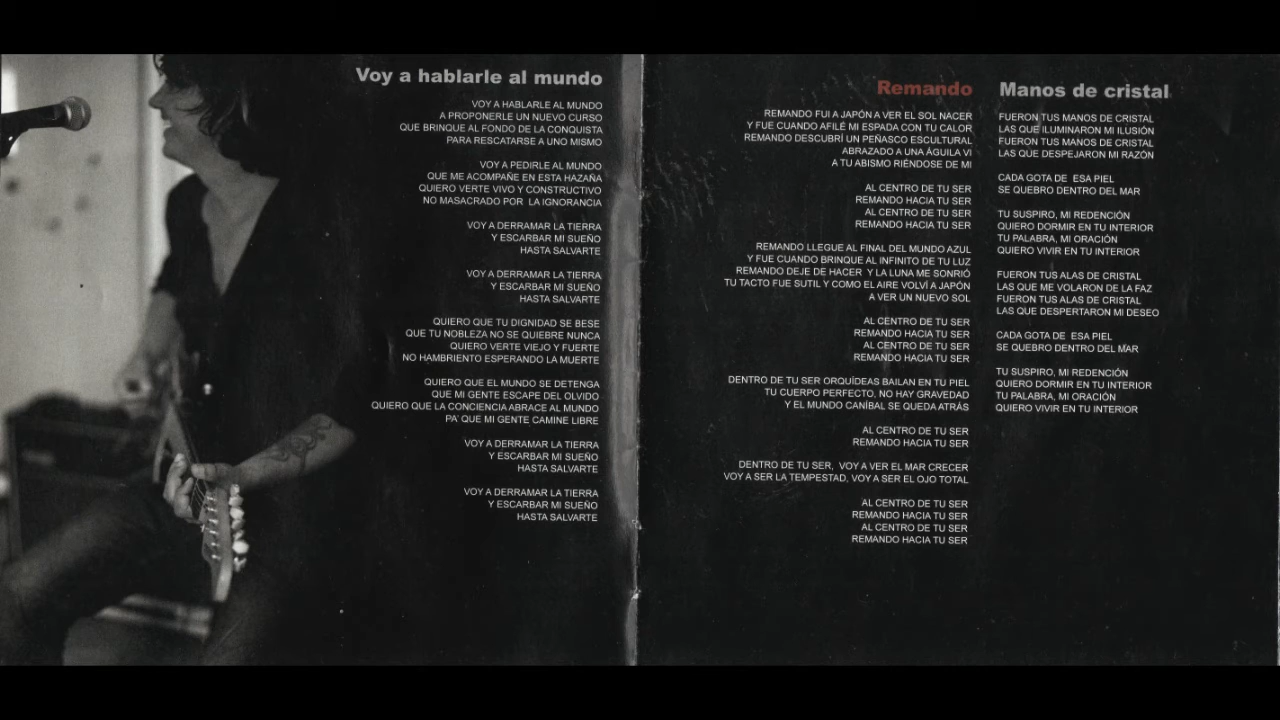 Voy a hablarle al mundo
VOY A HABLARLE AL MUNDO
A PROPONERLE UN NUEVO CURSO
QUE BRINQUE AL FONDO DE LA CONQUISTA
PARA RESCATARSE A UNO MISMO
VOY A PEDIRLE AL MUNDO
QUE ME ACOMPAÑE EN ESTA HAZAÑA
QUIERO VERTE VIVO Y CONSTRUCTIVO
NO MASACRADO POR LA IGNORANCIA
VOY A DERRAMAR LA TIERRA
Y ESCARBAR MI SUEÑO
HASTA SALVARTE
VOY A DERRAMAR LA TIERRA
Y ESCARBAR MI SUEÑO
HASTA SALVARTE
QUIERO QUE TU DIGNIDAD SE BESE
QUE TU NOBLEZA NO SE QUIEBRE NUNCA
QUIERO VERTE VIEJO Y FUERTE
NO HAMBRIENTO ESPERANDO LA MUERTE
QUIERO QUE EL MUNDO SE DETENGA
QUE MI GENTE ESCAPE DEL OLVIDO
QUIERO QUE LA CONCIENCIA ABRACE AL MUNDO
PA' QUE MI GENTE CAMINE LIBRE
VOY A DERRAMAR LA TIERRA
Y ESCARBAR MI SUEÑO
HASTA SALVARTE
VOY A DERRAMAR LA TIERRA
Y ESCARBAR MI SUEÑO
HASTA SALVARTE
Remando
REMANDO FUI A JAPÓN A VER EL SOL NACER
Y FUE CUANDO AFILÉ MI ESPADA CON TU CALOR
REMANDO DESCUBRÍ UN PEÑASCO ESCULTURAL
ABRAZADO A UNA ÁGUILA VI
A TU ABISMO RIÉNDOSE DE MI
AL CENTRO DE TU SER
REMANDO HACIA TU SER
AL CENTRO DE TU SER
REMANDO HACIA TU SER
REMANDO LLEGUE AL FINAL DEL MUNDO AZUL
Y FUE CUANDO BRINQUE AL INFINITO DE TU LUZ
REMANDO DEJE DE HACER Y LA LUNA ME SONRIÓ
TU TACTO FUE SUTIL Y COMO EL AIRE VOLVÍ A JAPÓN
A VER UN NUEVO SOL
AL CENTRO DE TU SER
REMANDO HACIA TU SER
AL CENTRO DE TU SER
REMANDO HACIA TU SER
DENTRO DE TU SER ORQUÍDEAS BAILAN EN TU PIEL
TU CUERPO PERFECTO, NO HAY GRAVEDAD
Y EL MUNDO CANÍBAL SE QUEDA ATRÁS
AL CENTRO DE TU SER
REMANDO HACIA TU SER
DENTRO DE TU SER, VOY A VER EL MAR CRECER
VOY A SER LA TEMPESTAD, VOY A SER EL OJO TOTAL
AL CENTRO DE TU SER
REMANDO HACIA TU SER
AL CENTRO DE TU SER
REMANDO HACIA TU SER
Manos de cristal
FUERON TUS MANOS DE CRISTAL
LAS QUE ILUMINARON MI ILUSIÓN
FUERON TUS MANOS DE CRISTAL
LAS QUE DESPEJARON MI RAZÓN
CADA GOTA DE ESA PIEL
SE QUEBRO DENTRO DEL MAR
TU SUSPIRO, MI REDENCIÓN
QUIERO DORMIR EN TU INTERIOR
TU PALABRA, MI ORACIÓN
QUIERO VIVIR EN TU INTERIOR
FUERON TUS ALAS DE CRISTAL
LAS QUE ME VOLARON DE LA FAZ
FUERON TUS ALAS DE CRISTAL
LAS QUE DESPERTARON MI DESEO
CADA GOTA DE ESA PIEL
SE QUEBRO DENTRO DEL MAR
TU SUSPIRO, MI REDENCIÓN
QUIERO DORMIR EN TU INTERIOR
TU PALABRA, MI ORACIÓN
QUIERO VIVIR EN TU INTERIOR